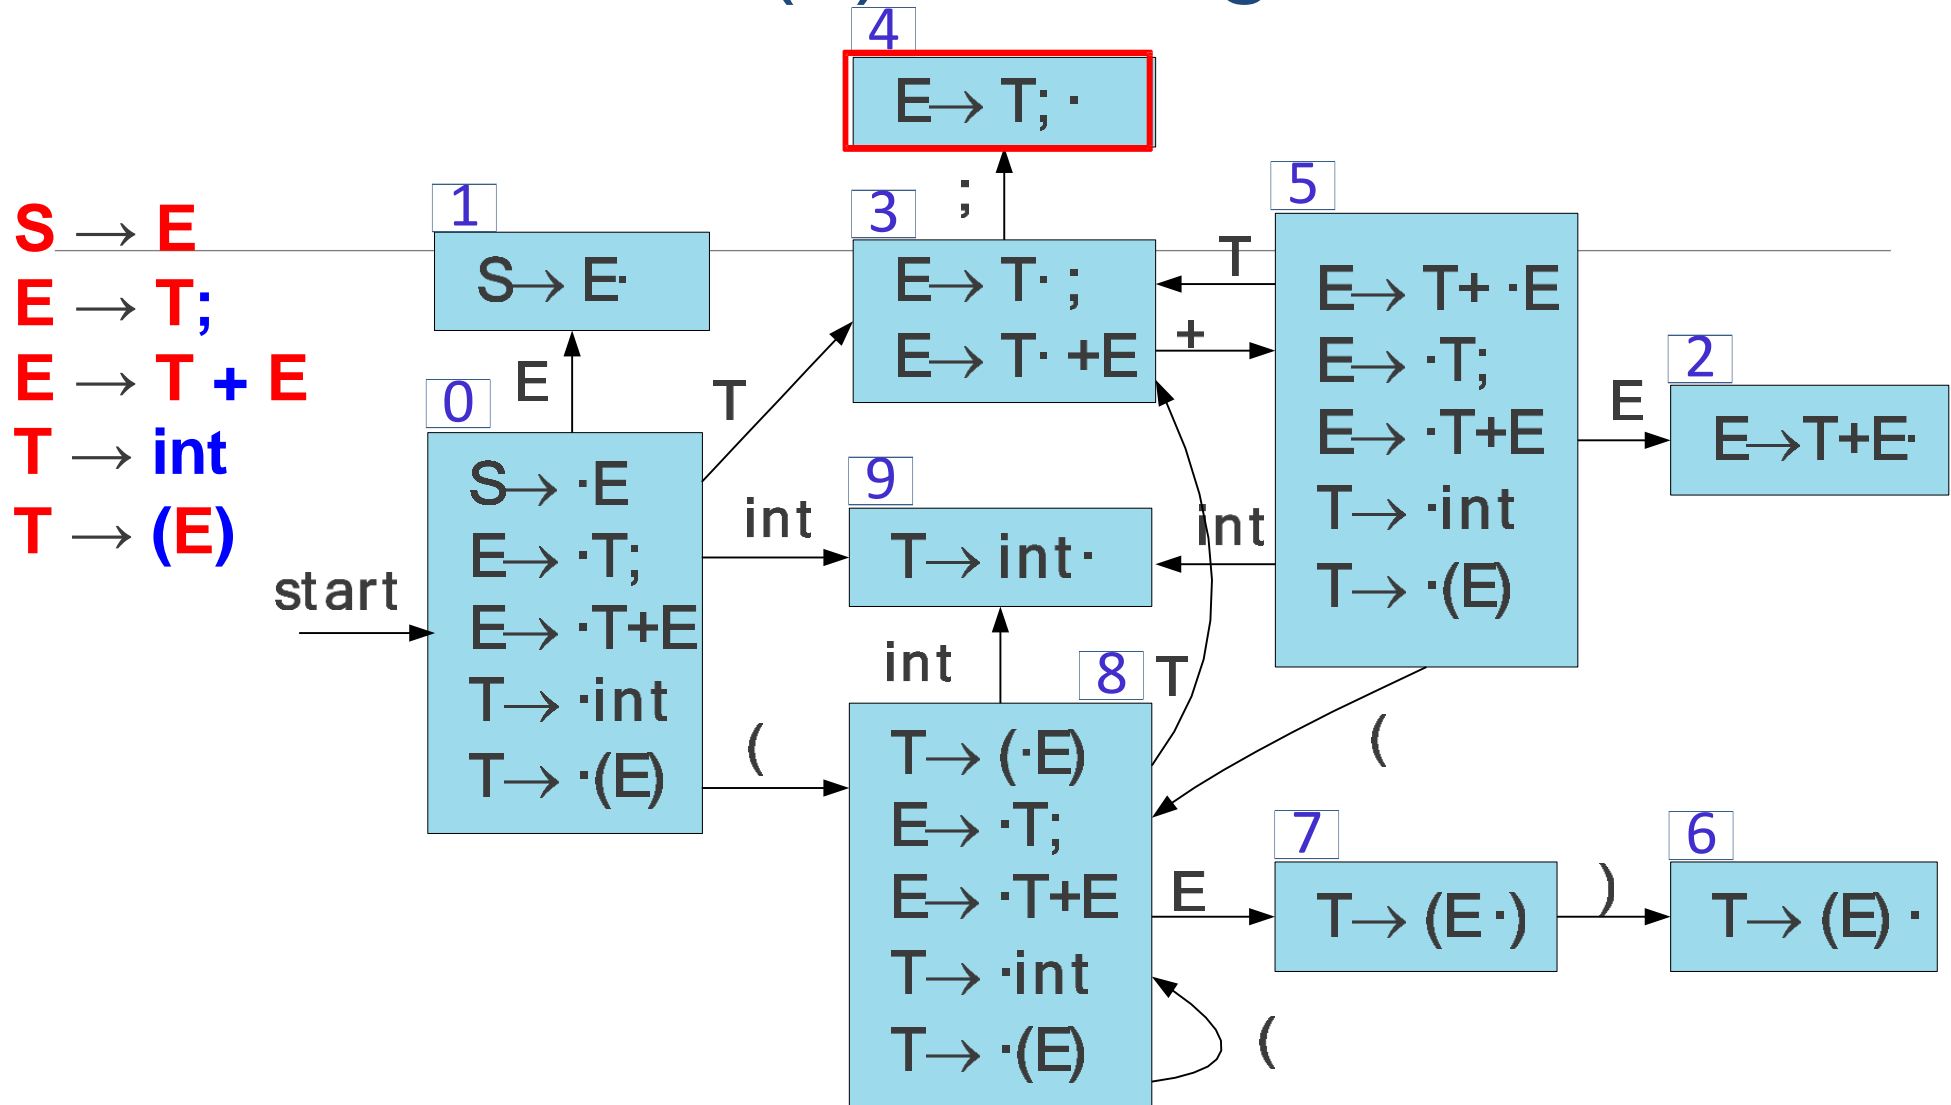 S → E
E → T;
E → T + E
T → int
T → (E)
start
0
S→ ·E
E→ ·T;
E→ ·T+E
T→ ·int
T→ ·(E)
E
1
S→ E·
T
int
(
4
E→ T; ·
;
3
E→ T· ;
E→ T· +E
T
+
9
T→ int·
int
int
8
T
T→ (·E)
E→ ·T;
E→ ·T+E
T→ ·int
T→ ·(E)
(
5
E→ T+ ·E
E→ ·T;
E→ ·T+E
T→ ·int
T→ ·(E)
(
E
2
E→T+E·
E
7
T→ (E·)
)
6
T→ (E) ·